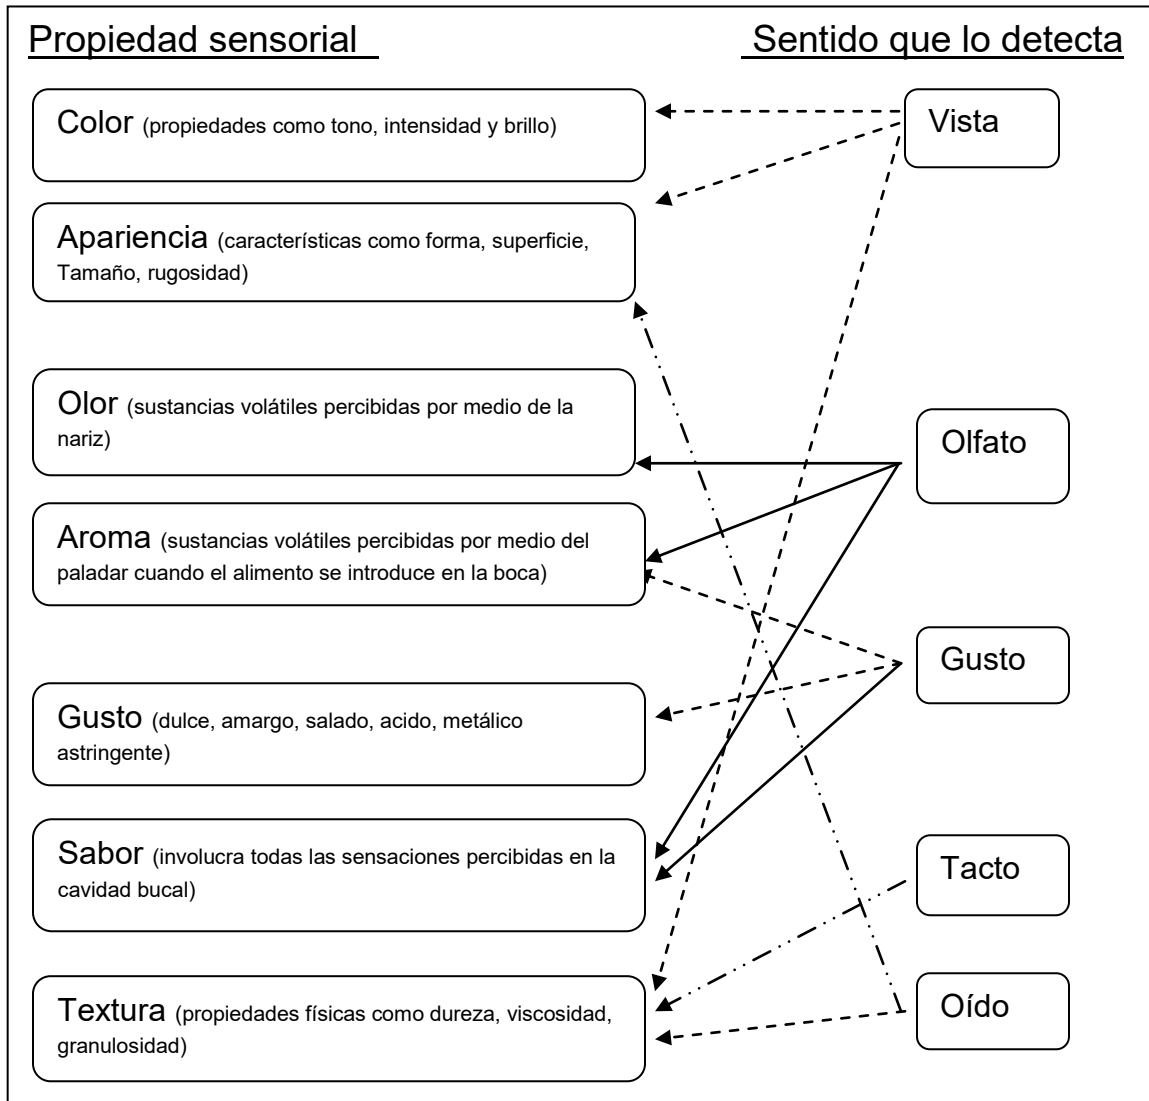 Propiedad sensorial
Sentido que lo detecta
Color (propiedades como tono, intensidad y brillo)
Vista
Apariencia (características como forma, superficie,
Tamaño, rugosidad)
Olor (sustancias volátiles percibidas por medio de la
nariz)
Olfato
Aroma (sustancias volátiles percibidas por medio del
paladar cuando el alimento se introduce en la boca)
Gusto
Gusto (dulce, amargo, salado, acido, metálico
astringente)
Sabor (involucra todas las sensaciones percibidas en la
cavidad bucal)
Tacto
Textura (propiedades físicas como dureza, viscosidad,
granulosidad)
Oído